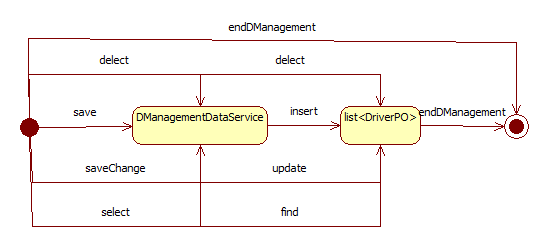 endDManagement
delect
delect
save
DManagementDataService
insert
list<DriverPO>
endDManagement
saveChange
update
select
find